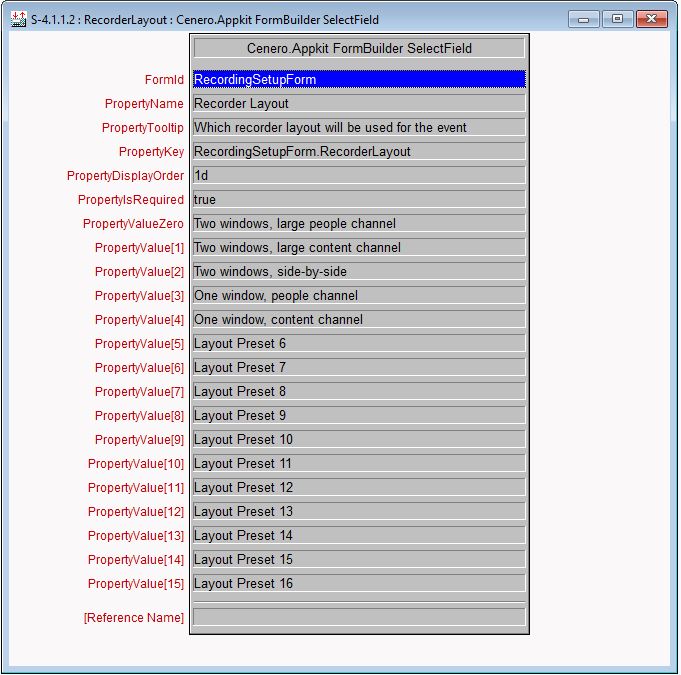 S-4.1.1.2 : RecorderLayout : Cenero.Appkit FormBuilder SelectField
Cenero.Appkit FormBuilder SelectField
FormId RecordingSetupForm
PropertyName Recorder Layout
PropertyTooltip Which recorder layout will be used for the event
PropertyKey RecordingSetupForm.RecorderLayout
PropertyDisplayOrder 1d
PropertyIsRequired true
PropertyValueZero Two windows, large people channel
PropertyValue[1] Two windows, large content channel
PropertyValue[2] Two windows, side-by-side
PropertyValue[3] One window, people channel
PropertyValue[4] One window, content channel
PropertyValue[5] Layout Preset 6
PropertyValue[6] Layout Preset 7
PropertyValue[7] Layout Preset 8
PropertyValue[8] Layout Preset 9
PropertyValue[9] Layout Preset 10
PropertyValue[10] Layout Preset 11
PropertyValue[11] Layout Preset 12
PropertyValue[12] Layout Preset 13
PropertyValue[13] Layout Preset 14
PropertyValue[14] Layout Preset 15
PropertyValue[15] Layout Preset 16
[Reference Name]